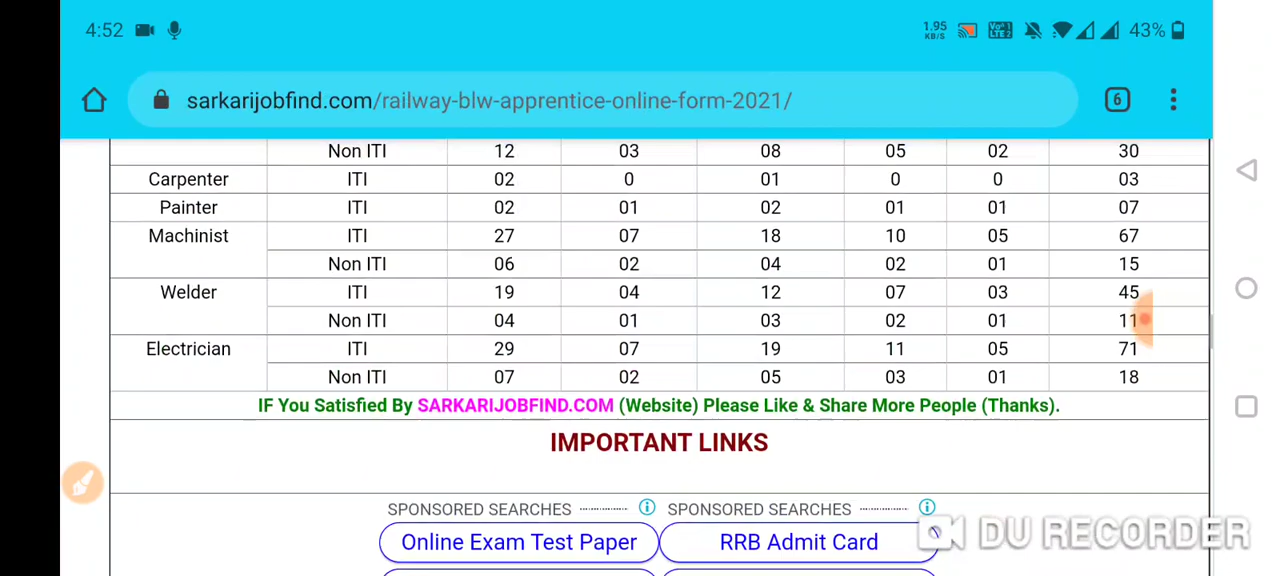 4:52 1.95 KB/S Vo 1 LTE 2 43%
sarkarijobfind.com/railway-blw-apprentice-online-form-2021/ 6
Non ITI 12 03 08 05 02 30
Carpenter ITI 02 0 01 0 0 03
Painter ITI 02 01 02 01 01 07
Machinist ITI 27 07 18 10 05 67
Non ITI 06 02 04 02 01 15
Welder ITI 19 04 12 07 03 45
Non ITI 04 01 03 02 01 11
Electrician ITI 29 07 19 11 05 71
Non ITI 07 02 05 03 01 18
IF You Satisfied By SARKARIJOBFIND.COM (Website) Please Like & Share More People (Thanks).
IMPORTANT LINKS
SPONSORED SEARCHES SPONSORED SEARCHES
Online Exam Test Paper RRB Admit Card
DU RECORDER